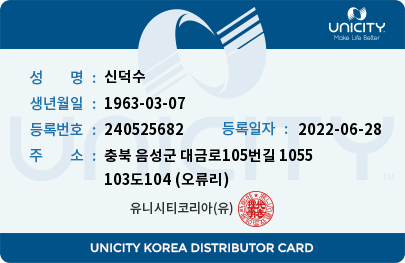 UNICITY
Make Life Better
성 명 : 신덕수
생년월일 : 1963-03-07
등록번호 : 240525682 등록일자 : 2022-06-28
주 소 : 충북 음성군 대금로105번길 1055
103도104 (오류리)
유니시티코리아(유)
UNICITY
UNICITY KOREA DISTRIBUTOR CARD